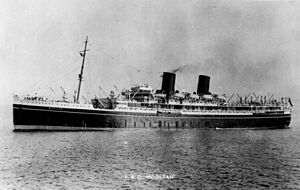 P. & O. "MOOLTAN"